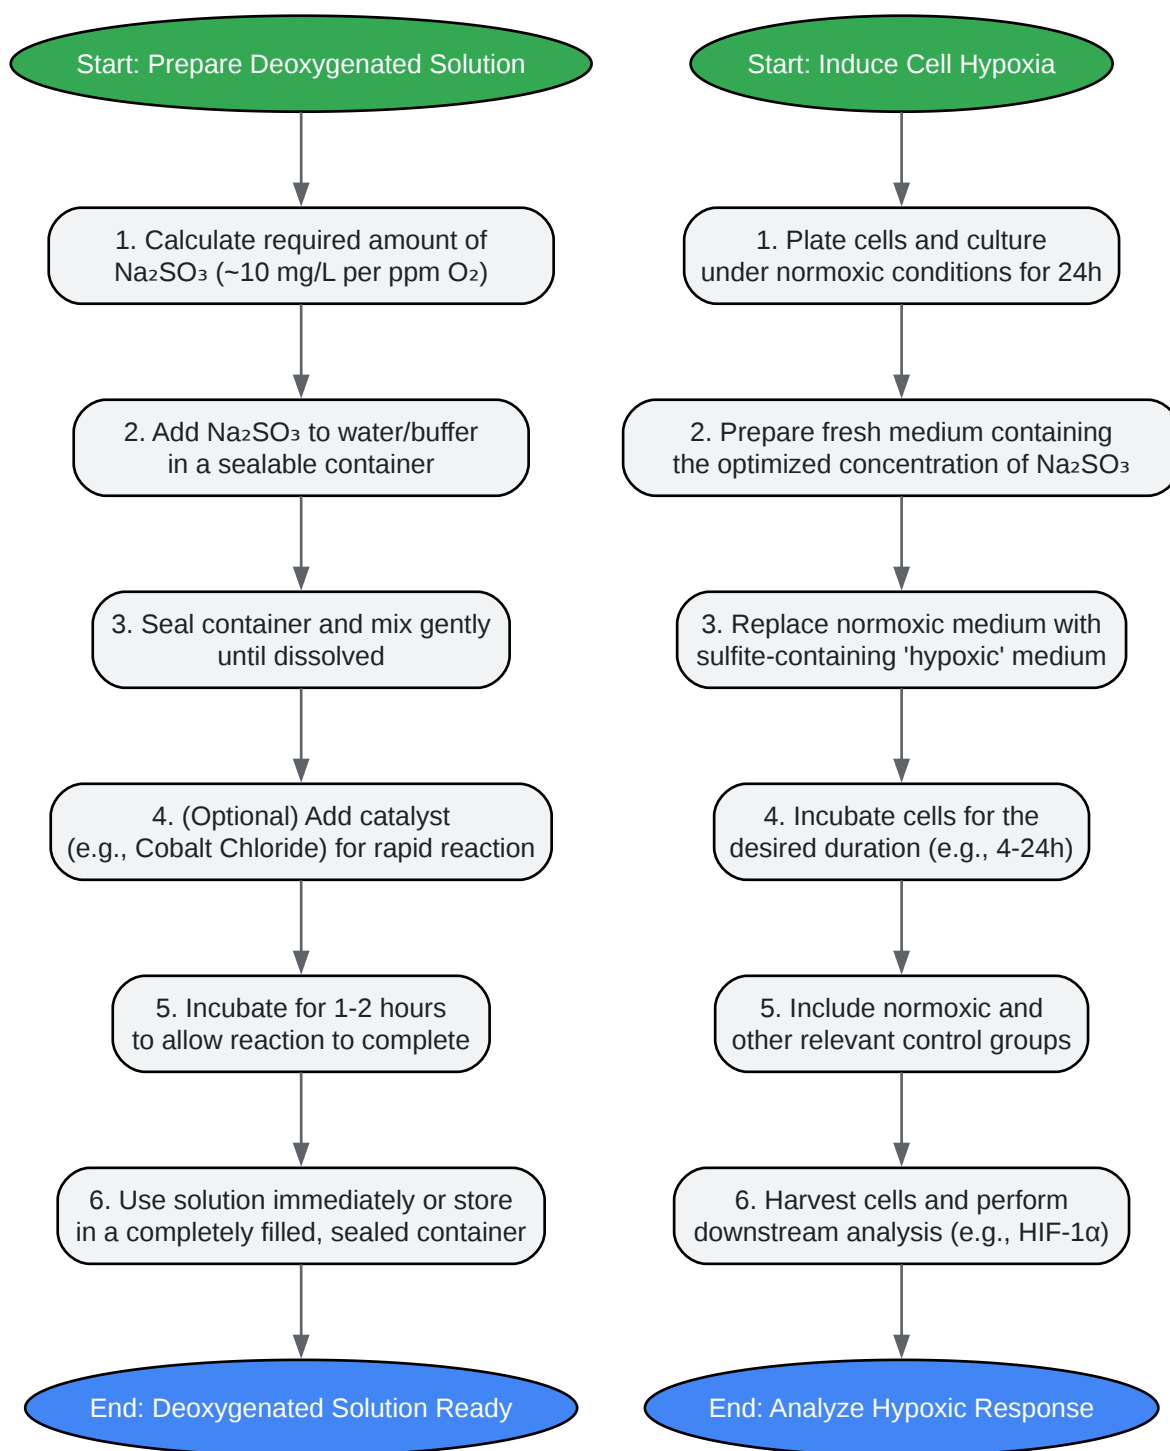 Start: Prepare Deoxygenated Solution
1. Calculate required amount of
Na₂SO₃ (~10 mg/L per ppm O₂)
2. Add Na₂SO₃ to water/buffer
in a sealable container
3. Seal container and mix gently
until dissolved
4. (Optional) Add catalyst
(e.g., Cobalt Chloride) for rapid reaction
5. Incubate for 1-2 hours
to allow reaction to complete
6. Use solution immediately or store
in a completely filled, sealed container
End: Deoxygenated Solution Ready
Start: Induce Cell Hypoxia
1. Plate cells and culture
under normoxic conditions for 24h
2. Prepare fresh medium containing
the optimized concentration of Na₂SO₃
3. Replace normoxic medium with
sulfite-containing 'hypoxic' medium
4. Incubate cells for the
desired duration (e.g., 4-24h)
5. Include normoxic and
other relevant control groups
6. Harvest cells and perform
downstream analysis (e.g., HIF-1α)
End: Analyze Hypoxic Response